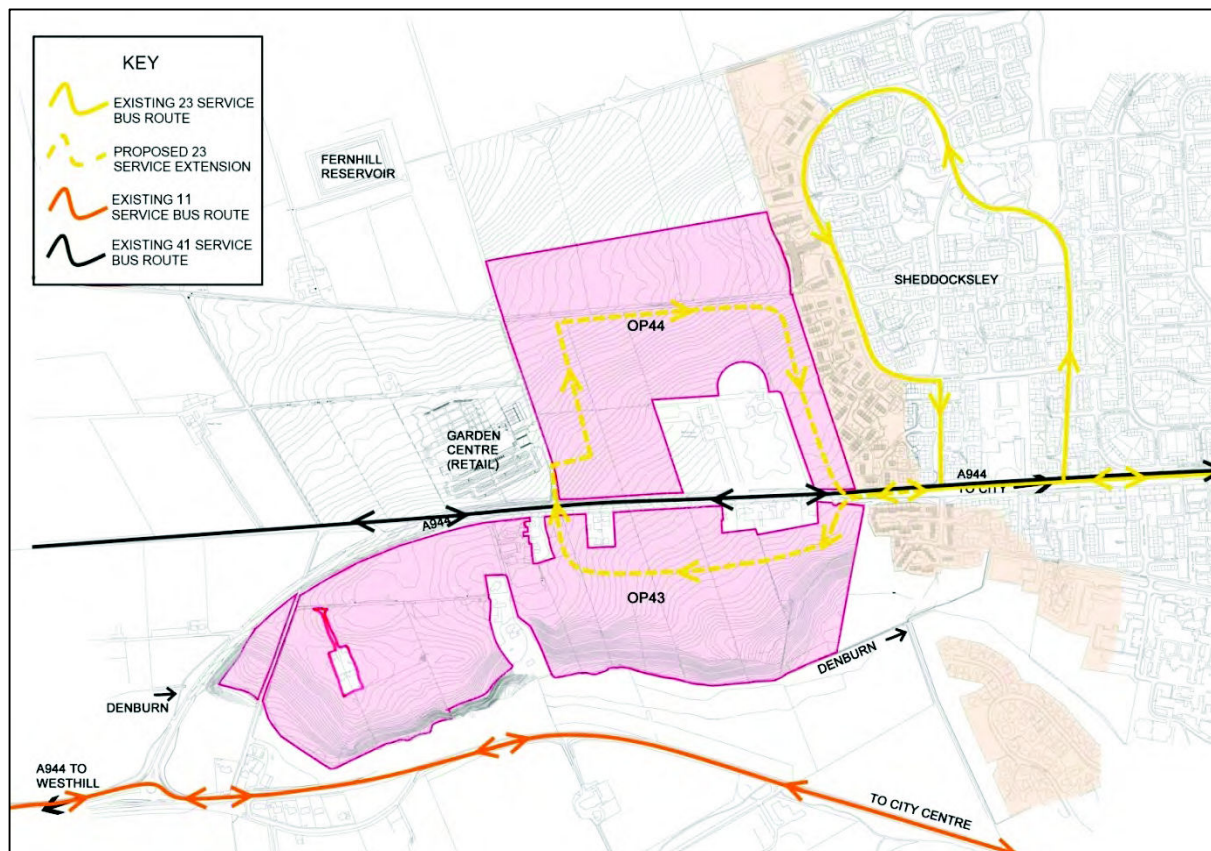 KEY
EXISTING 23 SERVICE
BUS ROUTE
PROPOSED 23
SERVICE EXTENSION
EXISTING 11
SERVICE BUS ROUTE
EXISTING 41 SERVICE
BUS ROUTE
FERNHILL
RESERVOIR
SHEDDOCKSLEY
OP44
GARDEN
CENTRE
(RETAIL)
A944
TO CITY
A944
OP43
DENBURN
DENBURN
A944 TO
WESTHILL
TO CITY CENTRE